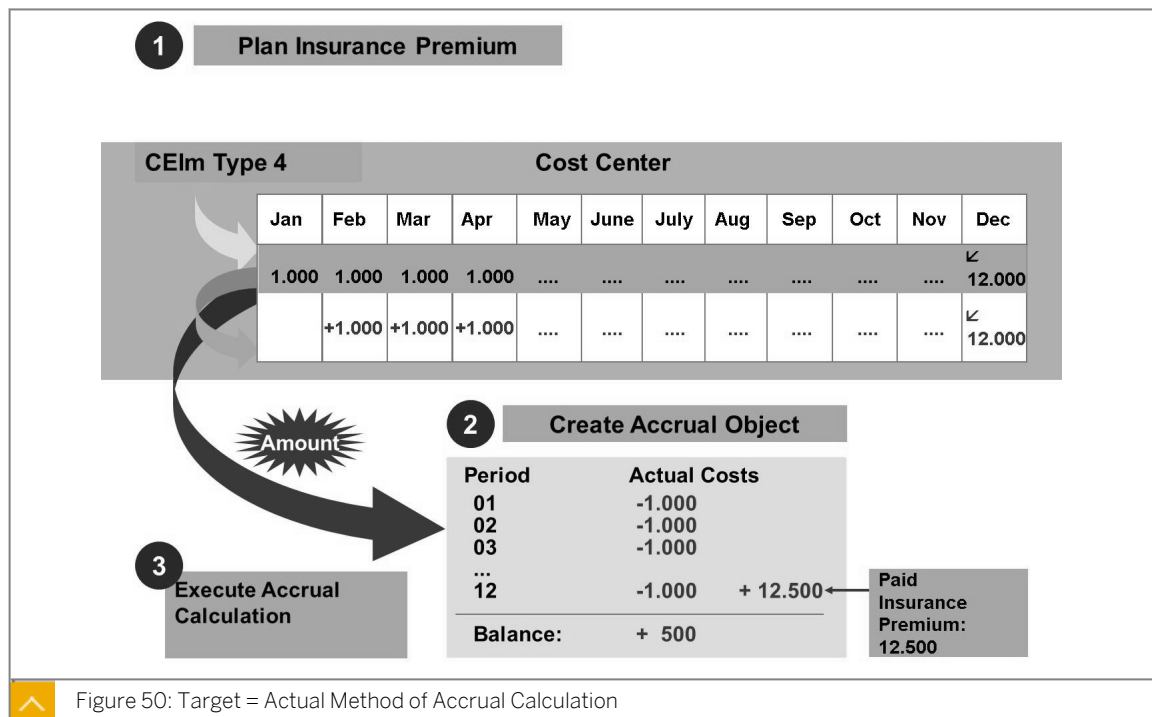 1 Plan Insurance Premium
CElm Type 4 Cost Center
Jan Feb Mar Apr May June July Aug Sep Oct Nov Dec
↙
1.000 1.000 1.000 1.000 .... .... .... .... .... .... .... 12.000
↙
+1.000 +1.000 +1.000 .... .... .... .... .... .... .... 12.000
Amount
2 Create Accrual Object
Period Actual Costs
01 -1.000
02 -1.000
03 -1.000
...
12 -1.000 + 12.500
Balance: + 500
3
Execute Accrual
Calculation
Paid
Insurance
Premium:
12.500
Figure 50: Target = Actual Method of Accrual Calculation